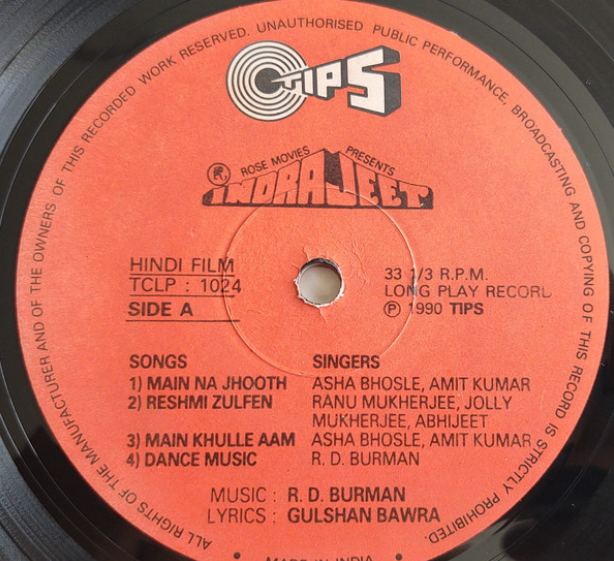 ALL RIGHTS OF THE MANUFACTURER AND OF THE OWNERS OF THIS RECORDED WORK RESERVED. UNAUTHORISED PUBLIC PERFORMANCE, BROADCASTING AND COPYING OF THIS RECORD IS STRICTLY PROHIBITED.
TIPS
ROSE MOVIES PRESENTS
INDRAJEET
HINDI FILM
TCLP : 1024
SIDE A
33 1/3 R.P.M.
LONG PLAY RECORD
℗ 1990 TIPS
SONGS SINGERS
1) MAIN NA JHOOTH ASHA BHOSLE, AMIT KUMAR
2) RESHMI ZULFEN RANU MUKHERJEE, JOLLY
MUKHERJEE, ABHIJEET
3) MAIN KHULLE AAM ASHA BHOSLE, AMIT KUMAR
4) DANCE MUSIC R. D. BURMAN
MUSIC : R. D. BURMAN
LYRICS : GULSHAN BAWRA
• MADE IN INDIA •